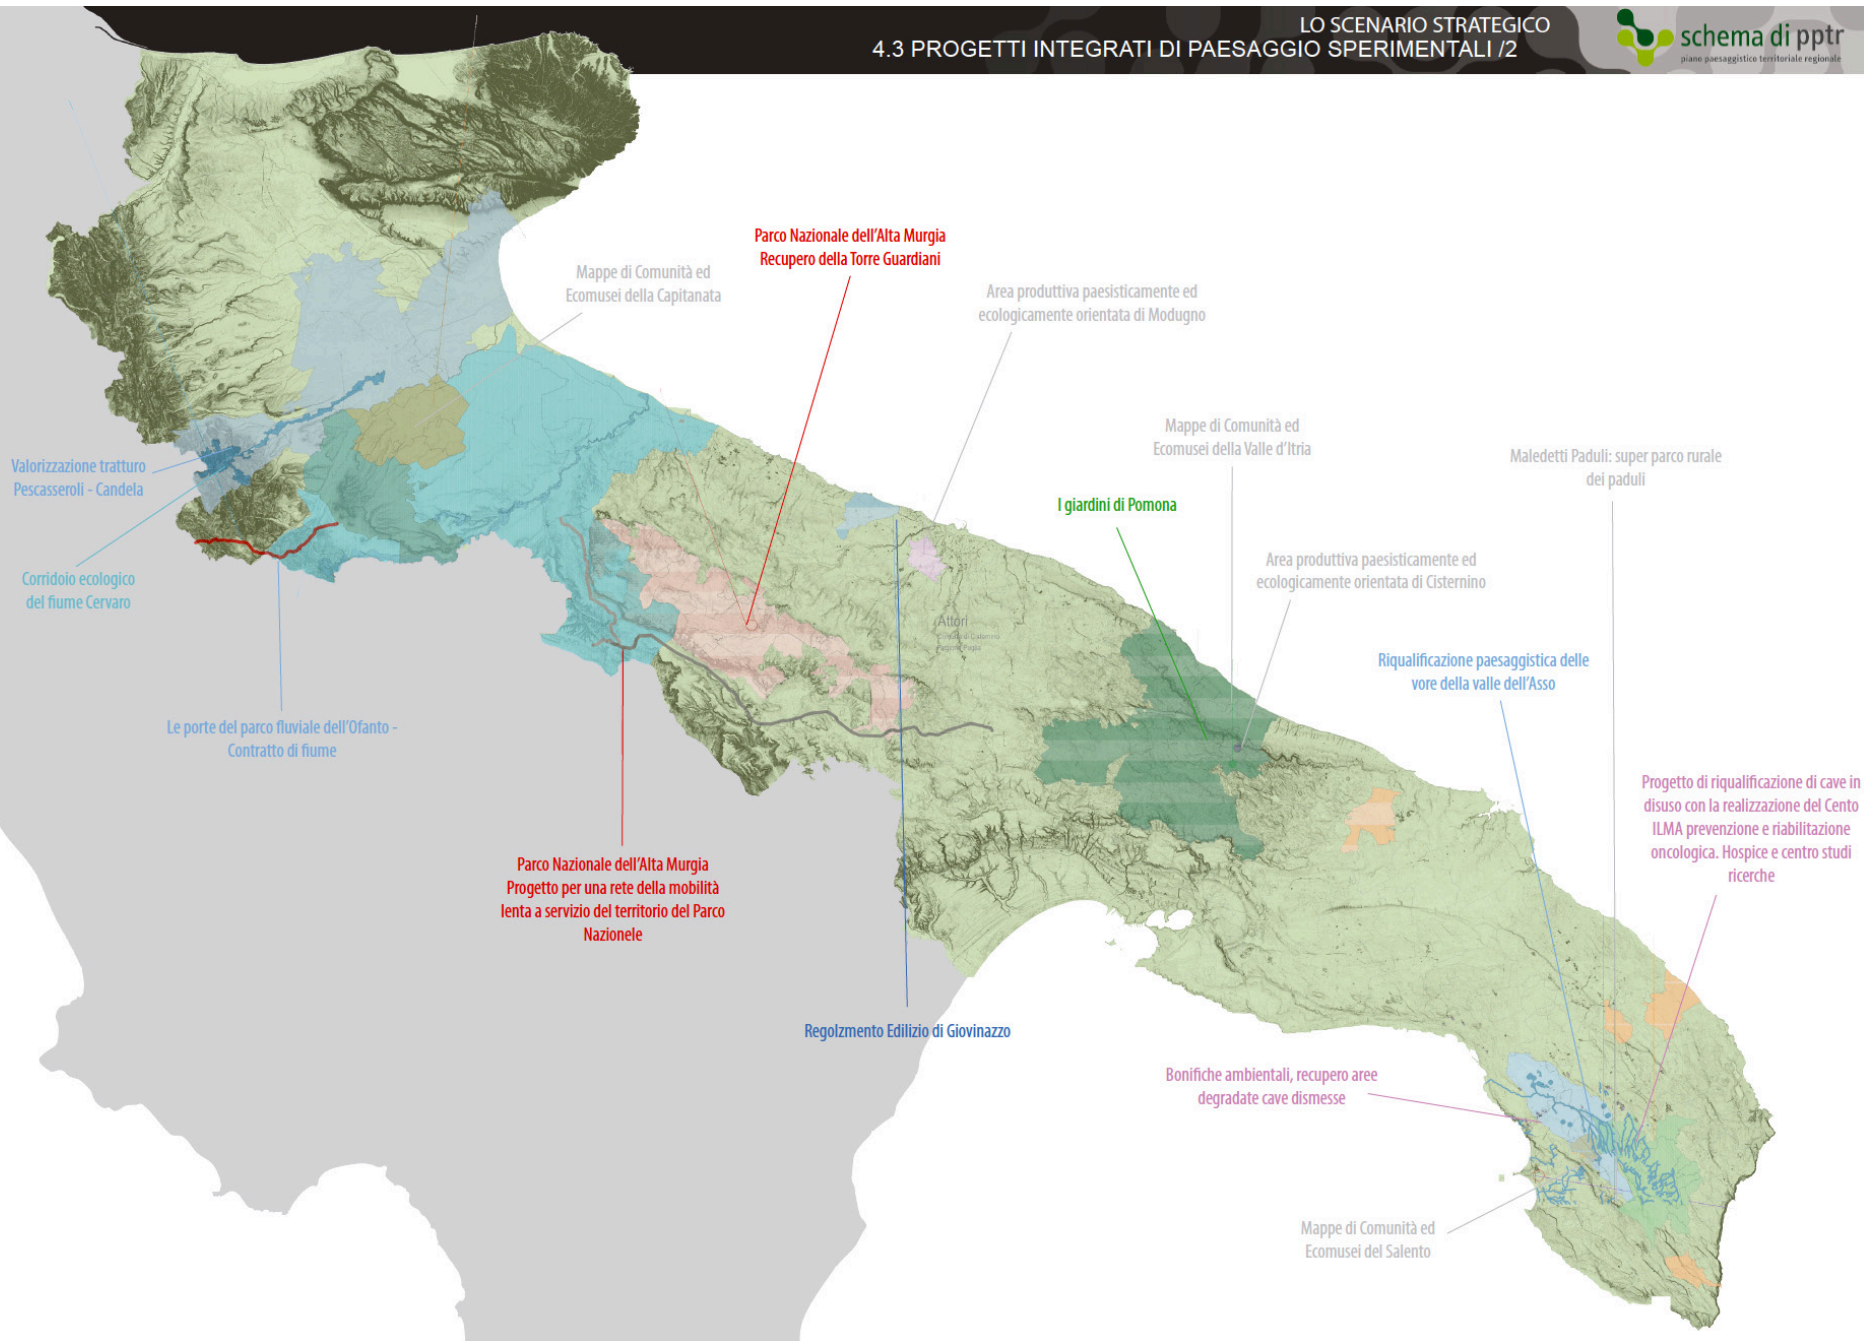 LO SCENARIO STRATEGICO
4.3 PROGETTI INTEGRATI DI PAESAGGIO SPERIMENTALI /2
schema di pptr
piano paesaggistico territoriale regionale
Parco Nazionale dell'Alta Murgia
Recupero della Torre Guardiani
Mappe di Comunità ed
Ecomusei della Capitanata
Area produttiva paesisticamente ed
ecologicamente orientata di Modugno
Mappe di Comunità ed
Ecomusei della Valle d'Itria
Maledetti Paduli: super parco rurale
dei paduli
Valorizzazione tratturo
Pescasseroli - Candela
I giardini di Pomona
Area produttiva paesisticamente ed
ecologicamente orientata di Cisternino
Corridoio ecologico
del fiume Cervaro
Attori
Riqualificazione paesaggistica delle
vore della valle dell'Asso
Le porte del parco fluviale dell'Ofanto -
Contratto di fiume
Progetto di riqualificazione di cave in
disuso con la realizzazione del Cento
ILMA prevenzione e riabilitazione
oncologica. Hospice e centro studi
ricerche
Parco Nazionale dell'Alta Murgia
Progetto per una rete della mobilità
lenta a servizio del territorio del Parco
Nazionele
Regolzmento Edilizio di Giovinazzo
Bonifiche ambientali, recupero aree
degradate cave dismesse
Mappe di Comunità ed
Ecomusei del Salento